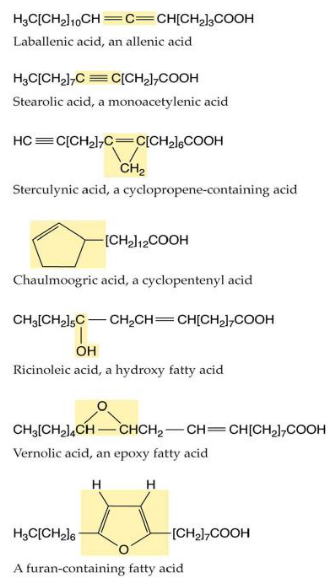 H₃C[CH₂]₁₀CH=C=CH[CH₂]₃COOH
Laballenic acid, an allenic acid
H₃C[CH₂]₇C≡C[CH₂]₇COOH
Stearolic acid, a monoacetylenic acid
HC≡C[CH₂]₇C=C[CH₂]₆COOH
CH₂
Sterculynic acid, a cyclopropene-containing acid
[CH₂]₁₂COOH
Chaulmoogric acid, a cyclopentenyl acid
CH₃[CH₂]₅C—CH₂CH=CH[CH₂]₇COOH
OH
Ricinoleic acid, a hydroxy fatty acid
O
CH₃[CH₂]₄CH—CHCH₂—CH=CH[CH₂]₇COOH
Vernolic acid, an epoxy fatty acid
H H
H₃C[CH₂]₆ [CH₂]₇COOH
O
A furan-containing fatty acid